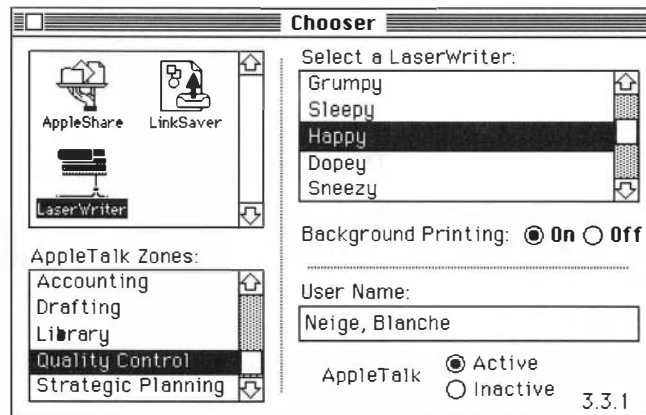 Chooser
AppleShare
LinkSaver
LaserWriter
AppleTalk Zones:
Accounting
Drafting
Library
Quality Control
Strategic Planning
Select a LaserWriter:
Grumpy
Sleepy
Happy
Dopey
Sneezy
Background Printing: On Off
User Name:
Neige, Blanche
AppleTalk Active
Inactive
3.3.1